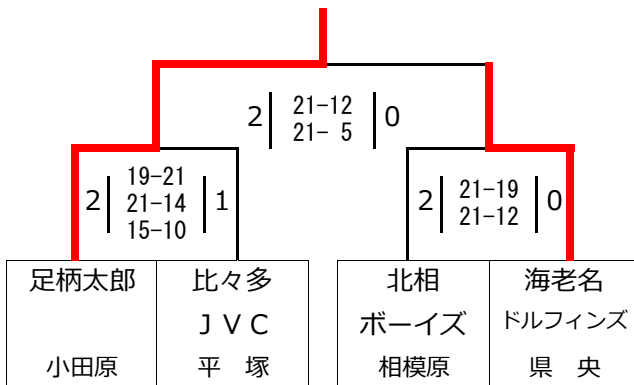 2 21-12 0
21- 5
2 19-21 1
21-14
15-10
2 21-19 0
21-12
足柄太郎 比々多 北相 海老名
JVC ボーイズ ドルフィンズ
小田原 平 塚 相模原 県 央